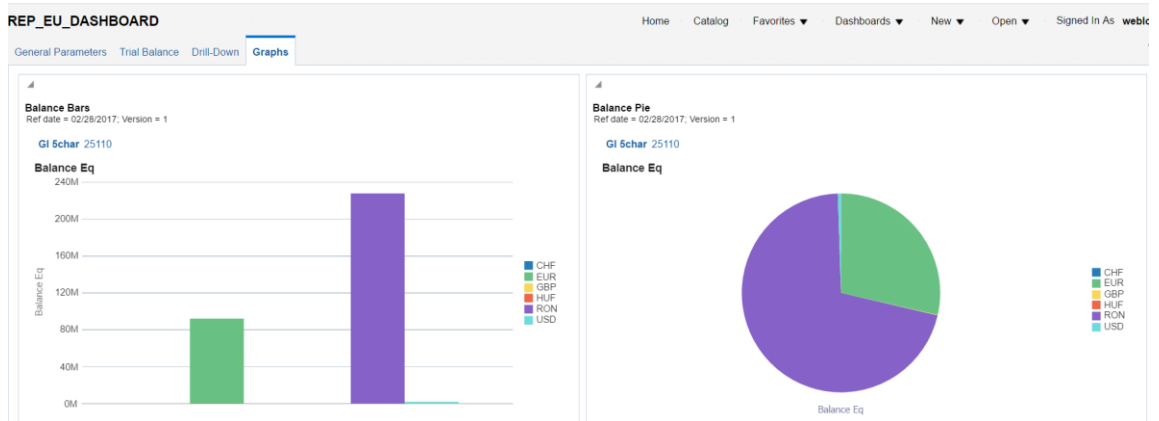 REP_EU_DASHBOARD
Home Catalog Favorites Dashboards New Open Signed In As
General Parameters Trial Balance Drill-Down Graphs
Balance Bars
Ref date = 02/28/2017; Version = 1
Gl 5char 25110
Balance Eq
240M
200M
160M
120M
80M
40M
0M
Balance Eq
CHF
EUR
GBP
HUF
RON
USD
Balance Pie
Ref date = 02/28/2017; Version = 1
Gl 5char 25110
Balance Eq
CHF
EUR
GBP
HUF
RON
USD
Balance Eq